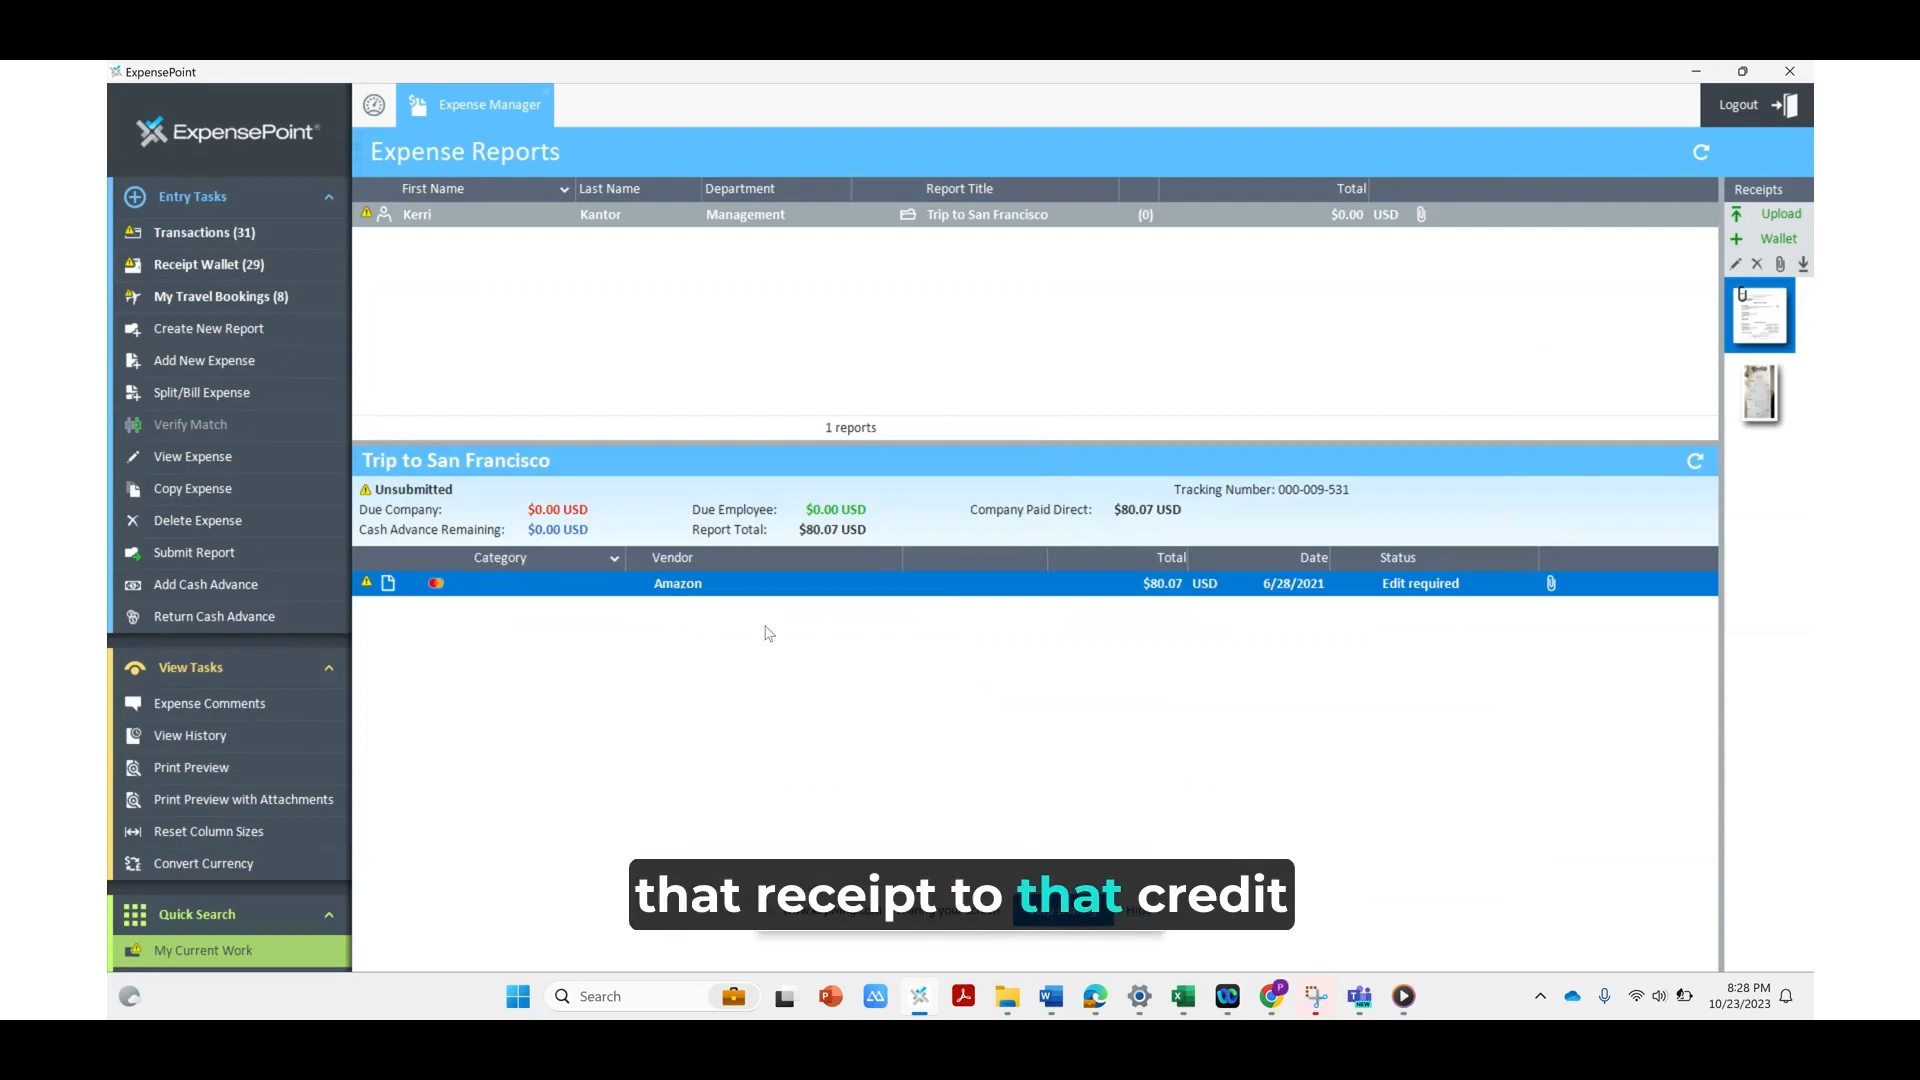 ExpensePoint
ExpensePoint
Expense Manager
Logout
Expense Reports
First Name Last Name Department Report Title Total
Kerri Kantor Management Trip to San Francisco (0) $0.00 USD
1 reports
Receipts
Upload
Wallet
Entry Tasks
Transactions (31)
Receipt Wallet (29)
My Travel Bookings (8)
Create New Report
Add New Expense
Split/Bill Expense
Verify Match
View Expense
Copy Expense
Delete Expense
Submit Report
Add Cash Advance
Return Cash Advance
View Tasks
Expense Comments
View History
Print Preview
Print Preview with Attachments
Reset Column Sizes
Convert Currency
Quick Search
My Current Work
Trip to San Francisco
Unsubmitted Tracking Number: 000-009-531
Due Company: $0.00 USD Due Employee: $0.00 USD Company Paid Direct: $80.07 USD
Cash Advance Remaining: $0.00 USD Report Total: $80.07 USD
Category Vendor Total Date Status
Amazon $80.07 USD 6/28/2021 Edit required
that receipt to that credit
Search
8:28 PM
10/23/2023